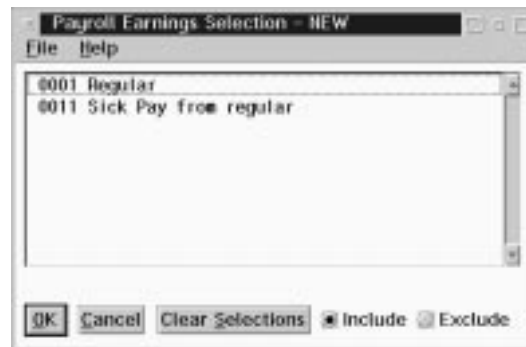 Payroll Earnings Selection - NEW
File Help
0001 Regular
0011 Sick Pay from regular
OK Cancel Clear Selections Include Exclude